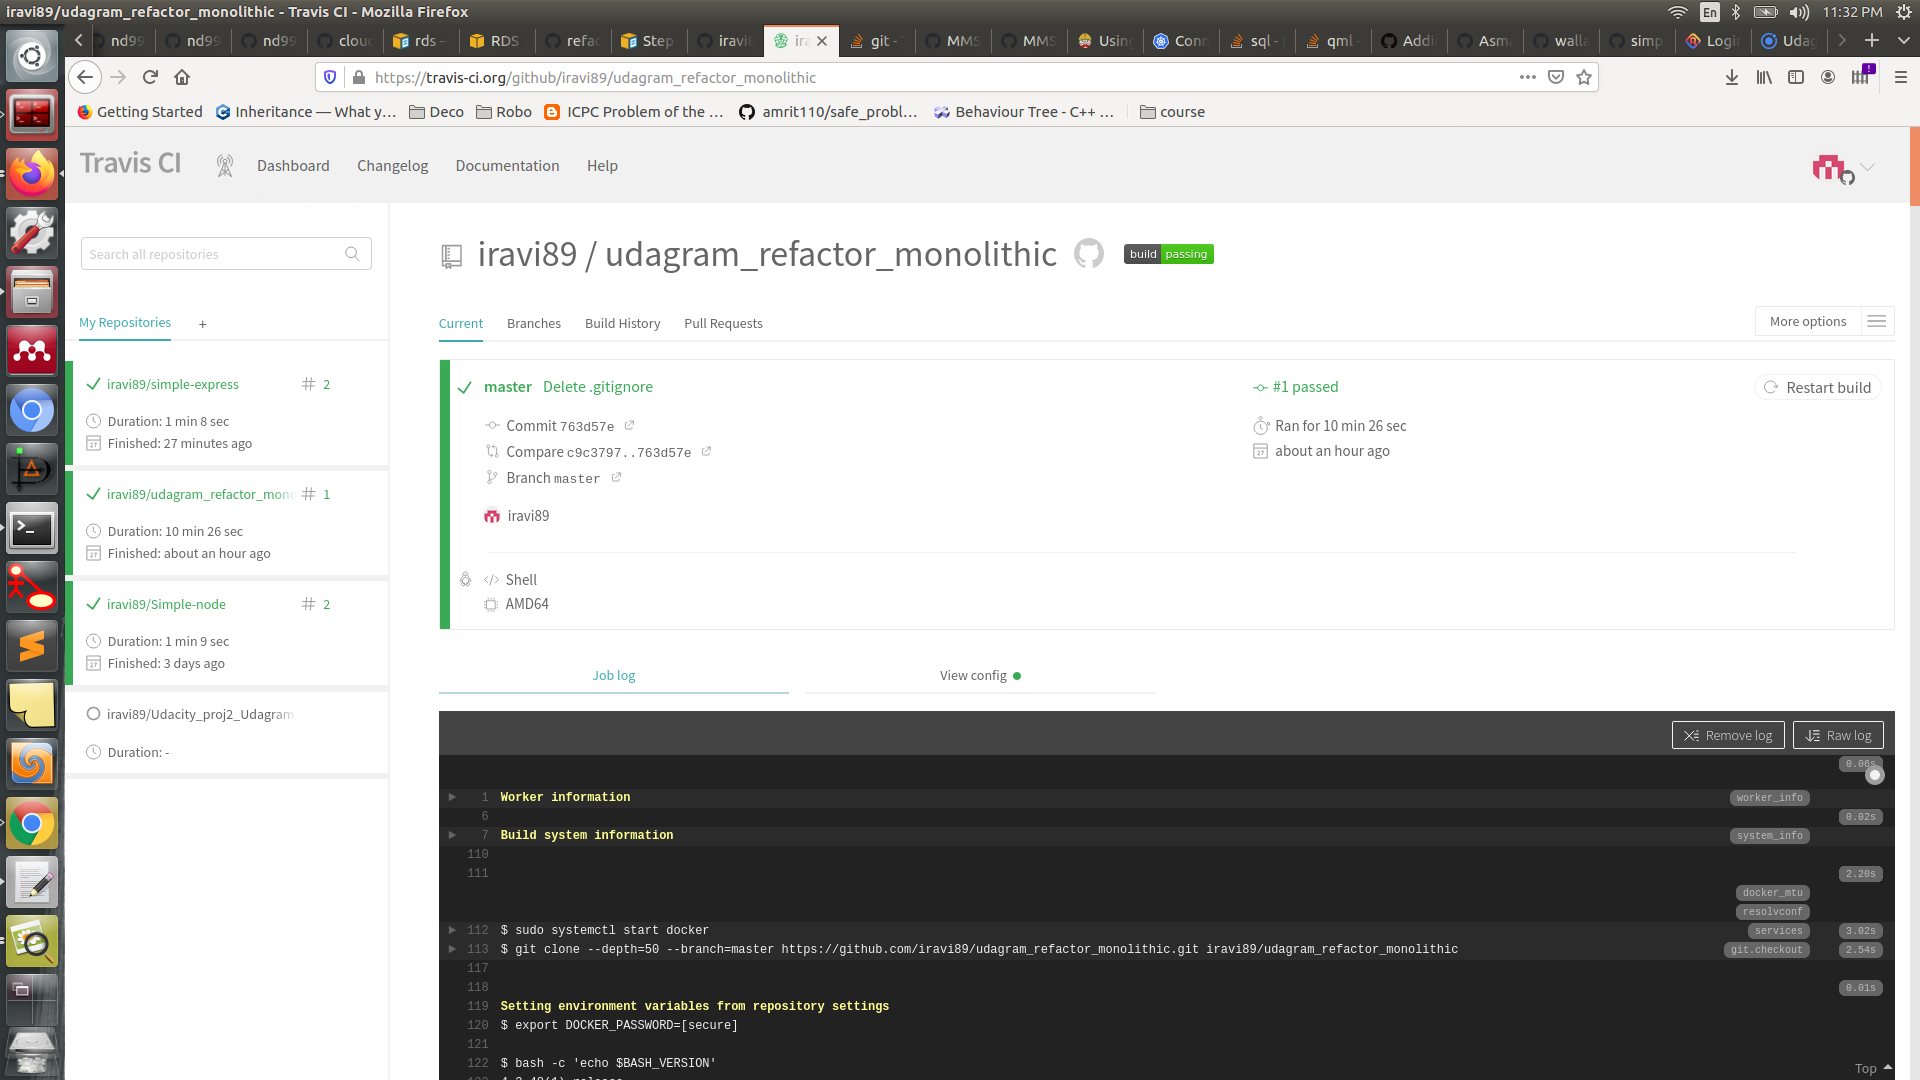 iravi89/udagram_refactor_monolithic - Travis CI - Mozilla Firefox
En
11:32 PM
nd99
nd99
nd99
clou
rds –
RDS
refac
Step
iravi8
ira
git -
MMS
MMS
Using
Conn
sql -
qml
Addi
Asma
walla
simp
Login
Udag
https://travis-ci.org/github/iravi89/udagram_refactor_monolithic
Getting Started
Inheritance — What y…
Deco
Robo
ICPC Problem of the …
amrit110/safe_probl…
Behaviour Tree - C++ …
course
Travis CI
Dashboard
Changelog
Documentation
Help
Search all repositories
My Repositories
+
iravi89/simple-express
# 2
Duration: 1 min 8 sec
Finished: 27 minutes ago
iravi89/udagram_refactor_mono
# 1
Duration: 10 min 26 sec
Finished: about an hour ago
iravi89/Simple-node
# 2
Duration: 1 min 9 sec
Finished: 3 days ago
iravi89/Udacity_proj2_Udagram
Duration: -
iravi89 / udagram_refactor_monolithic
build passing
Current
Branches
Build History
Pull Requests
More options
master Delete .gitignore
Commit 763d57e
Compare c9c3797..763d57e
Branch master
iravi89
#1 passed
Ran for 10 min 26 sec
about an hour ago
Restart build
Shell
AMD64
Job log
View config
Remove log
Raw log
0.06s
1 Worker information worker_info
6 0.02s
7 Build system information system_info
110
111 2.20s
docker_mtu
resolvconf
112 $ sudo systemctl start docker services 3.02s
113 $ git clone --depth=50 --branch=master https://github.com/iravi89/udagram_refactor_monolithic.git iravi89/udagram_refactor_monolithic git.checkout 2.54s
117
118 0.01s
119 Setting environment variables from repository settings
120 $ export DOCKER_PASSWORD=[secure]
121
122 $ bash -c 'echo $BASH_VERSION'
Top